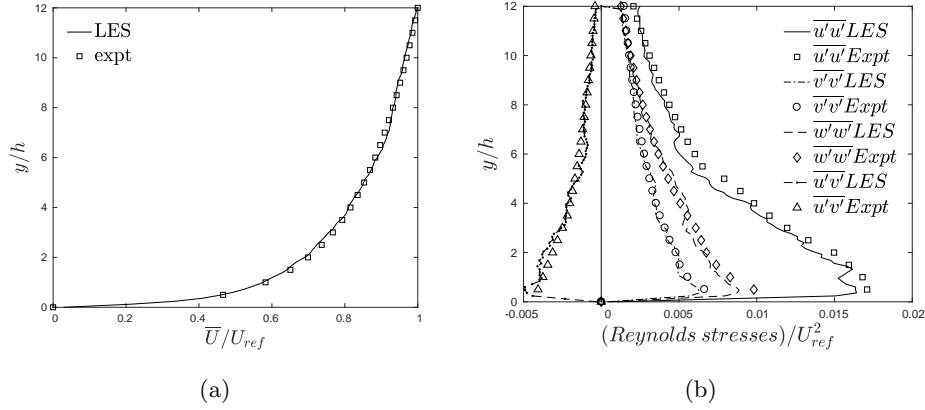 12
10
8
6
4
2
0
y/h
LES
expt
0
0.2
0.4
0.6
0.8
1
U̅/U_ref
(a)
12
10
8
6
4
2
0
y/h
u'u'LES
u'u'Expt
v'v'LES
v'v'Expt
w'w'LES
w'w'Expt
u'v'LES
u'v'Expt
-0.005
0
0.005
0.01
0.015
0.02
(Reynolds stresses)/U²_ref
(b)